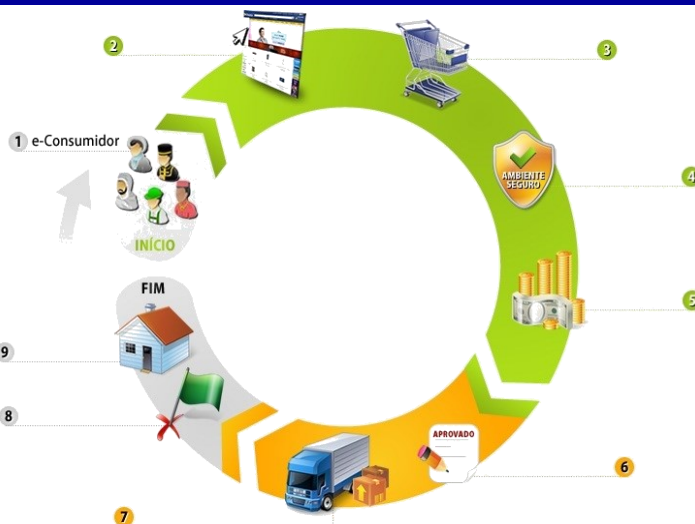 2
3
1 e-Consumidor
AMBIENTE
SEGURO
4
INÍCIO
FIM
5
9
8
APROVADO
6
7